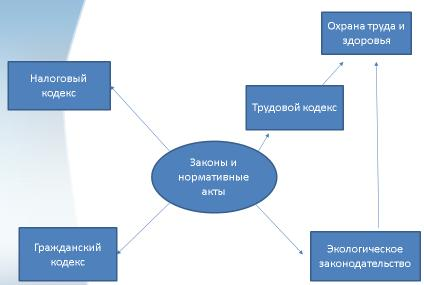 Охрана труда и
здоровья
Налоговый
кодекс
Трудовой кодекс
Законы и
нормативные
акты
Гражданский
кодекс
Экологическое
законодательство